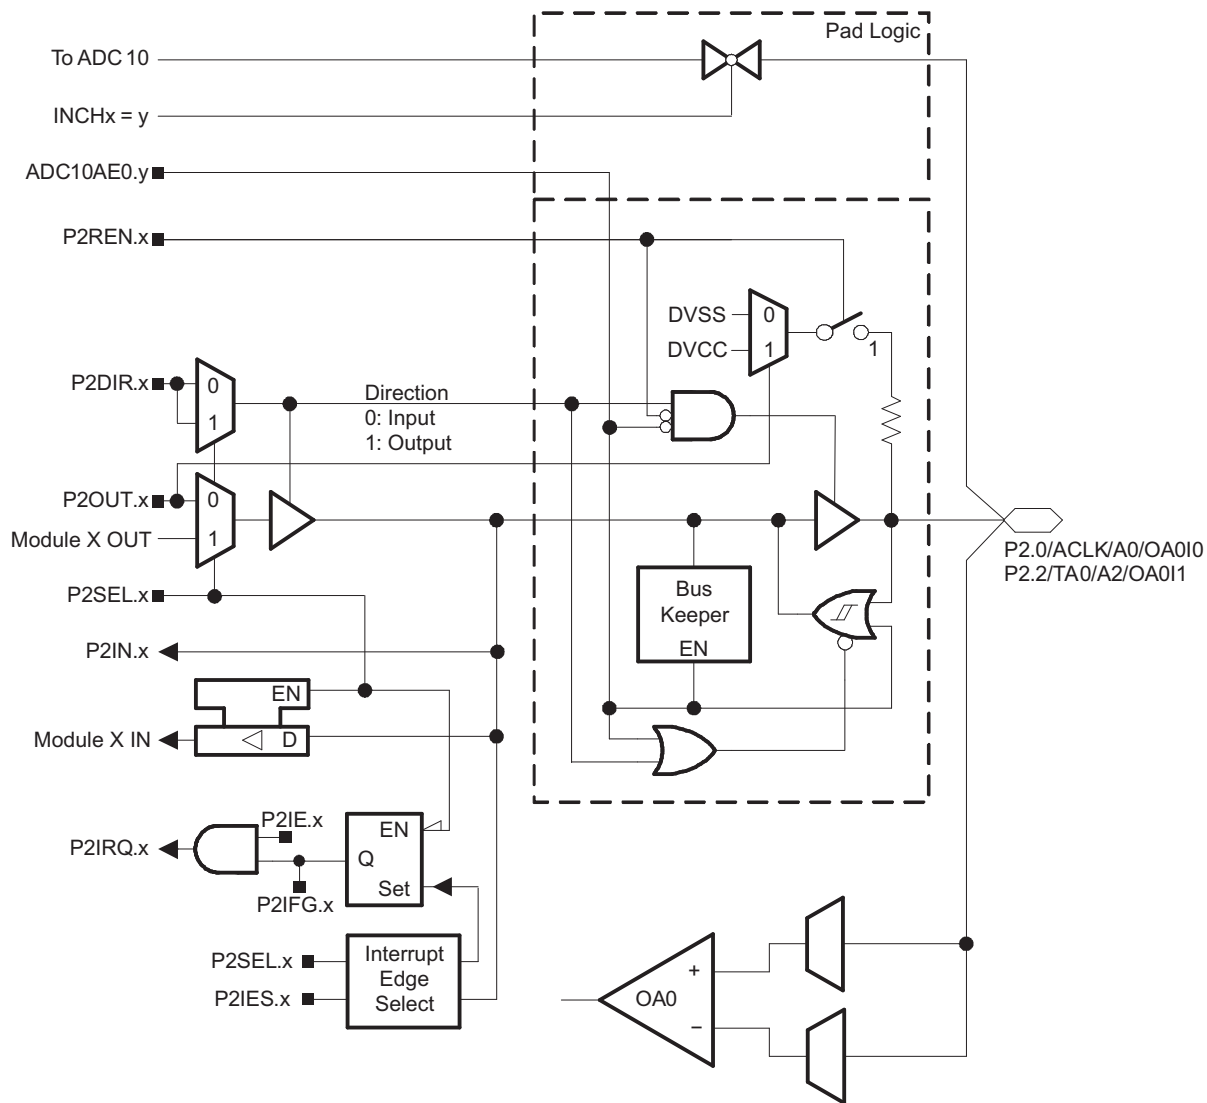 Pad Logic
To ADC 10
INCHx = y
ADC10AE0.y
P2REN.x
DVSS
0
DVCC
1
1
P2DIR.x
0
1
Direction
0: Input
1: Output
P2OUT.x
0
Module X OUT
1
P2.0/ACLK/A0/OA0I0
P2.2/TA0/A2/OA0I1
P2SEL.x
Bus
Keeper
EN
P2IN.x
EN
Module X IN
D
P2IE.x
EN
P2IRQ.x
Q
Set
P2IFG.x
P2SEL.x
P2IES.x
Interrupt
Edge
Select
+
OA0
−